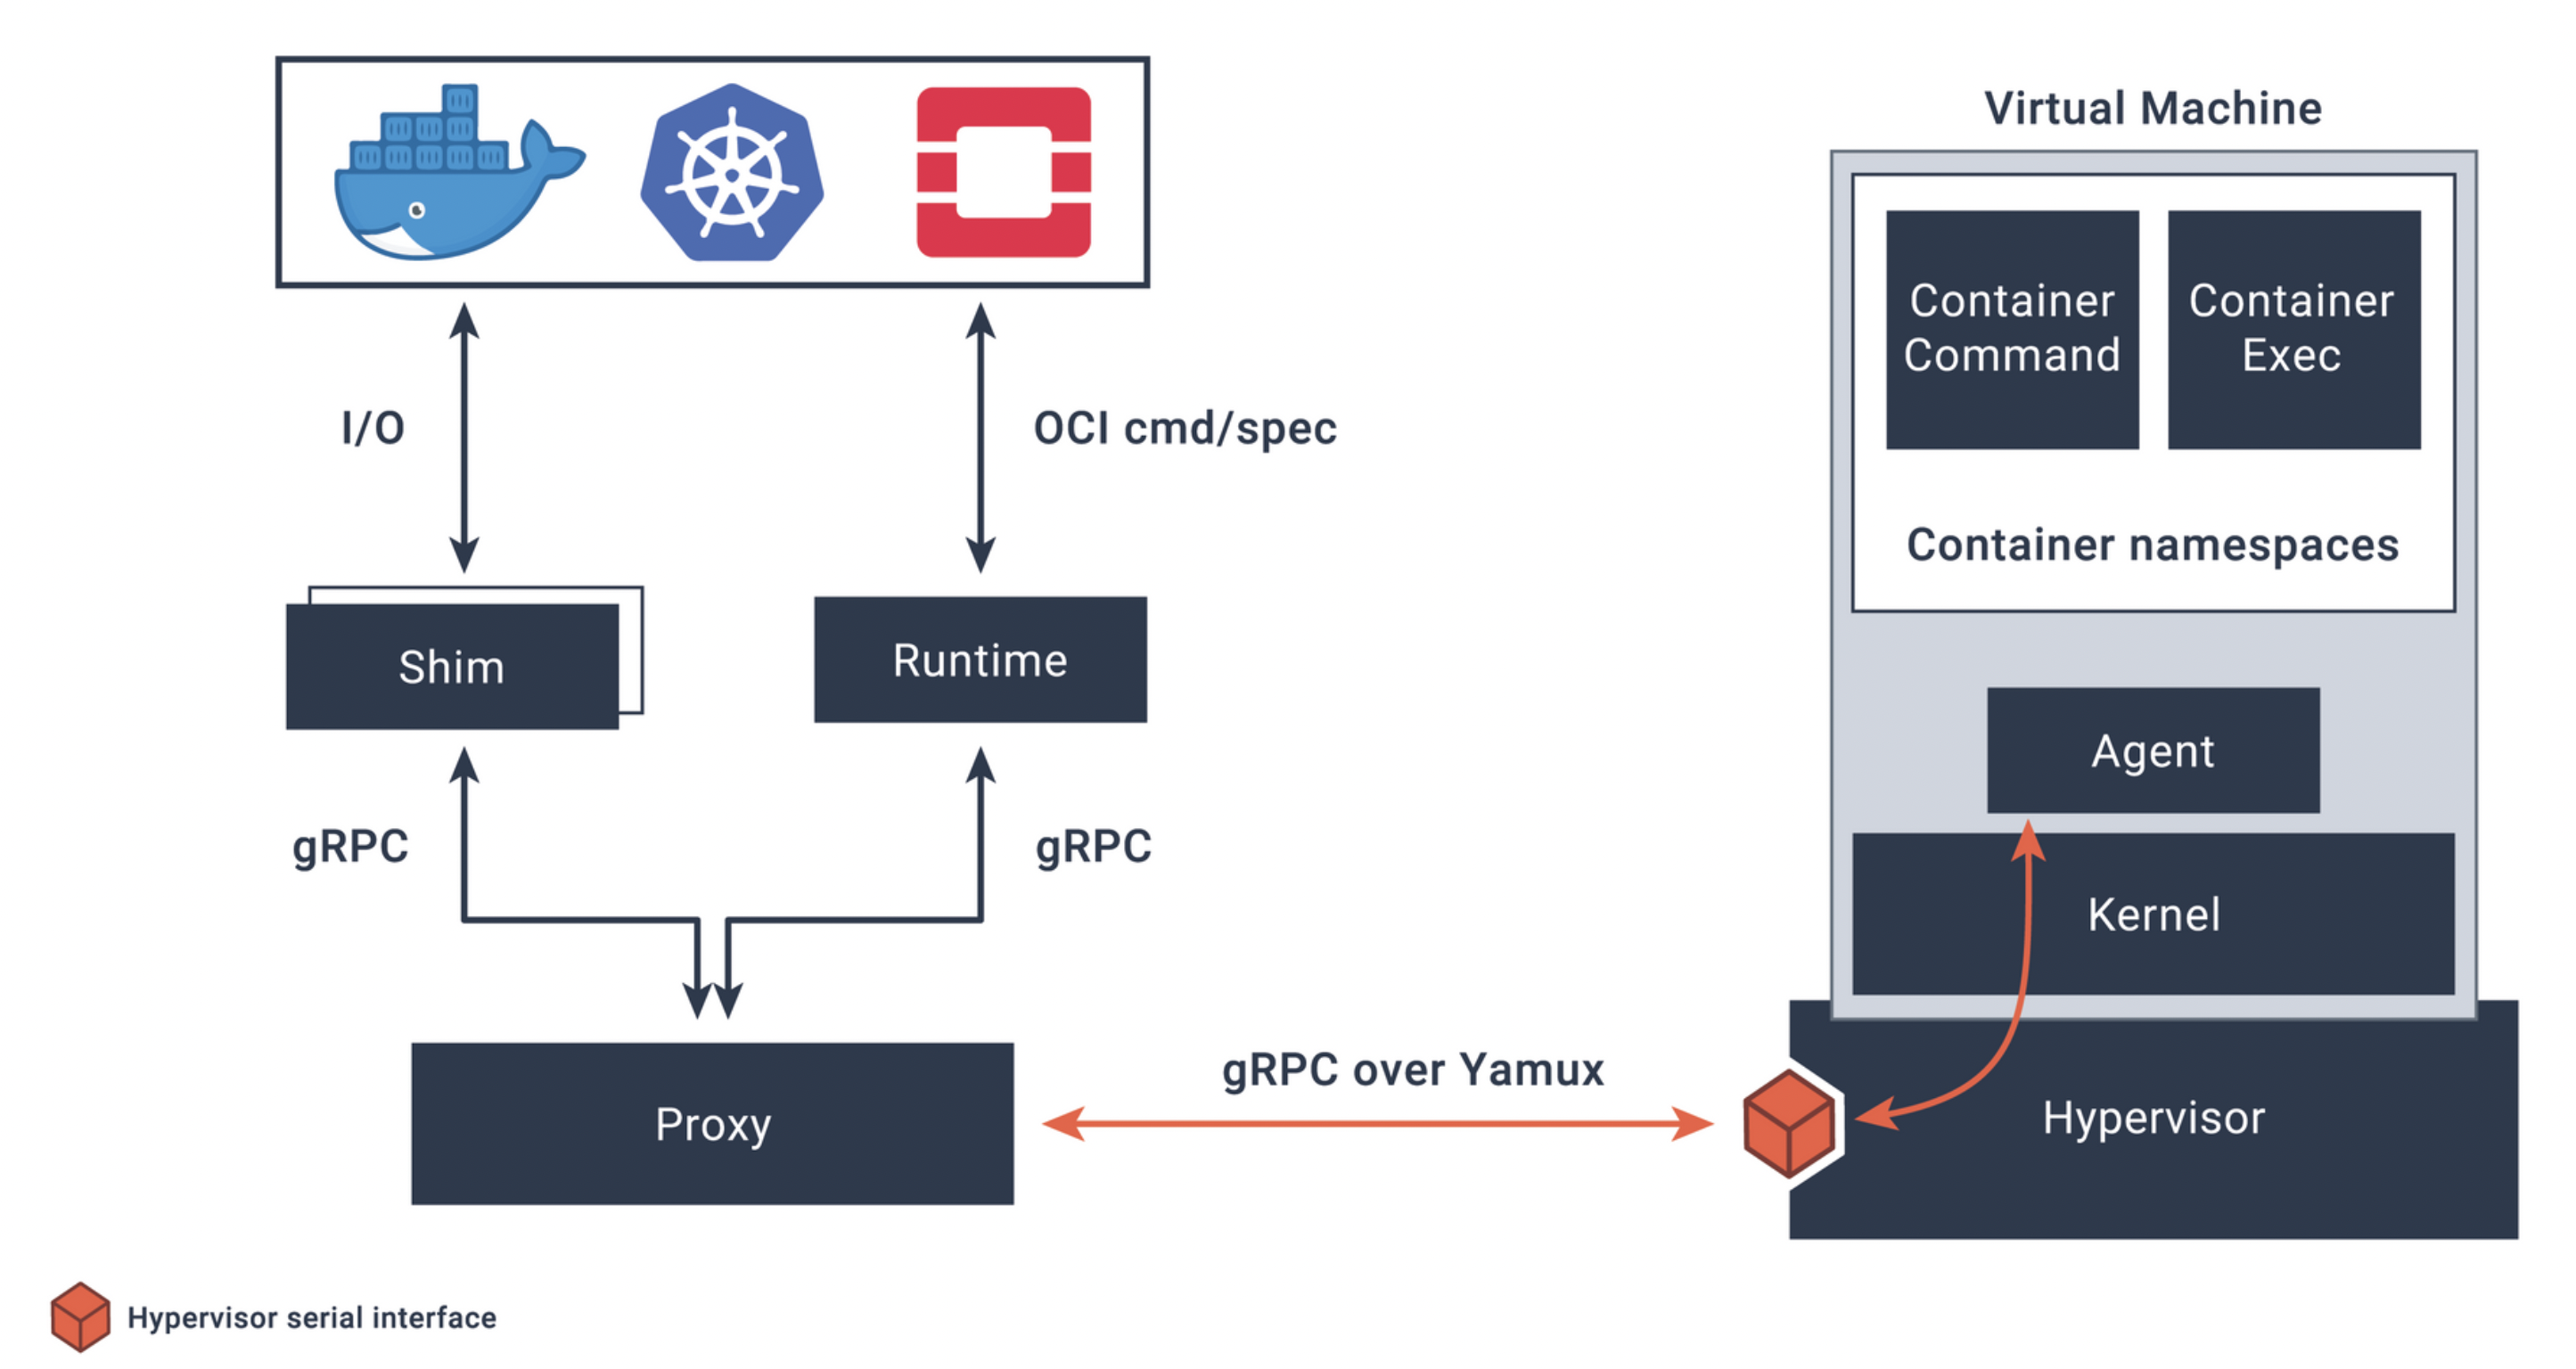 Virtual Machine
Container
Command
Container
Exec
Container namespaces
I/O
OCI cmd/spec
Shim
Runtime
Agent
gRPC
gRPC
Kernel
Proxy
gRPC over Yamux
Hypervisor
Hypervisor serial interface